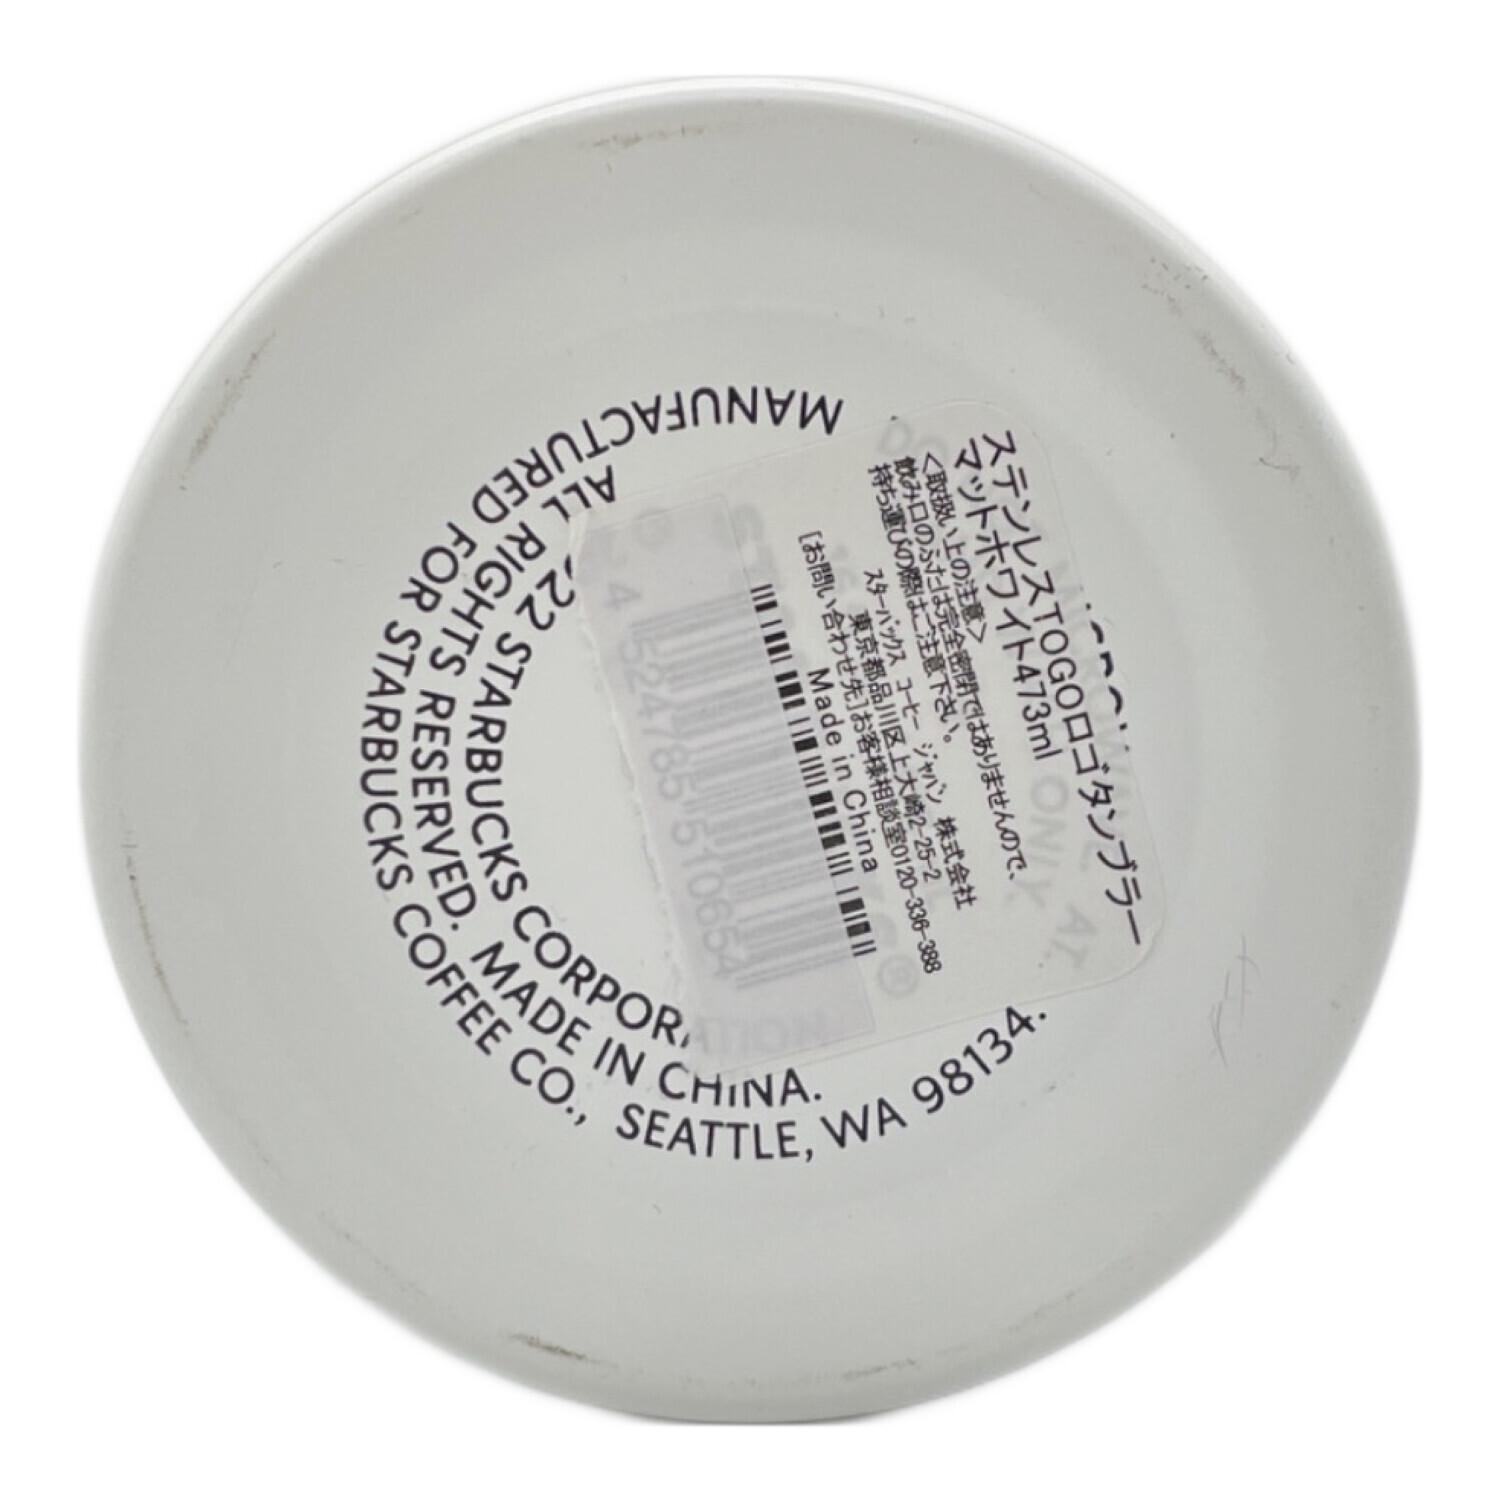 ステンレスTOGOロゴタンブラー
マットホワイト473ml
<取扱い上の注意>
飲み口のふたは完全密閉ではありませんので、
持ち運びの際はご注意下さい。
スターバックス コーヒー ジャパン 株式会社
東京都品川区上大崎2-25-2
[お問い合わせ先]お客様相談室0120-336-388
Made in China
4 524785 510654
22 STARBUCKS CORPOR
ALL RIGHTS RESERVED. MADE IN CHINA.
MANUFACTURED FOR STARBUCKS COFFEE CO., SEATTLE, WA 98134.